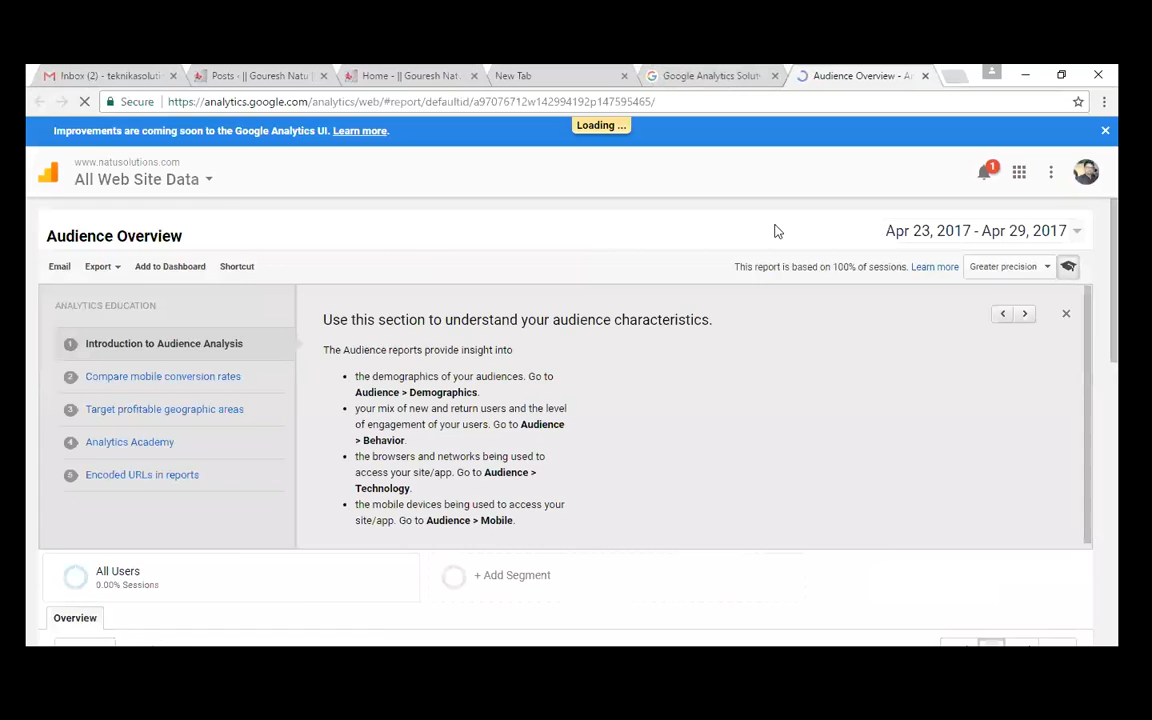 Inbox (2) - teknikasoluti
Posts ‹ || Gouresh Natu
Home - || Gouresh Nat
New Tab
Google Analytics Soluti
Audience Overview - A
Secure
https://analytics.google.com/analytics/web/#report/defaultid/a97076712w142994192p147595465/
Improvements are coming soon to the Google Analytics UI. Learn more.
Loading ...
www.natusolutions.com
All Web Site Data
1
Audience Overview
Apr 23, 2017 - Apr 29, 2017
Email
Export
Add to Dashboard
Shortcut
This report is based on 100% of sessions. Learn more
Greater precision
ANALYTICS EDUCATION
1 Introduction to Audience Analysis
2 Compare mobile conversion rates
3 Target profitable geographic areas
4 Analytics Academy
5 Encoded URLs in reports
Use this section to understand your audience characteristics.
The Audience reports provide insight into
• the demographics of your audiences. Go to
Audience > Demographics.
• your mix of new and return users and the level
of engagement of your users. Go to Audience
> Behavior.
• the browsers and networks being used to
access your site/app. Go to Audience >
Technology.
• the mobile devices being used to access your
site/app. Go to Audience > Mobile.
All Users
0.00% Sessions
+ Add Segment
Overview